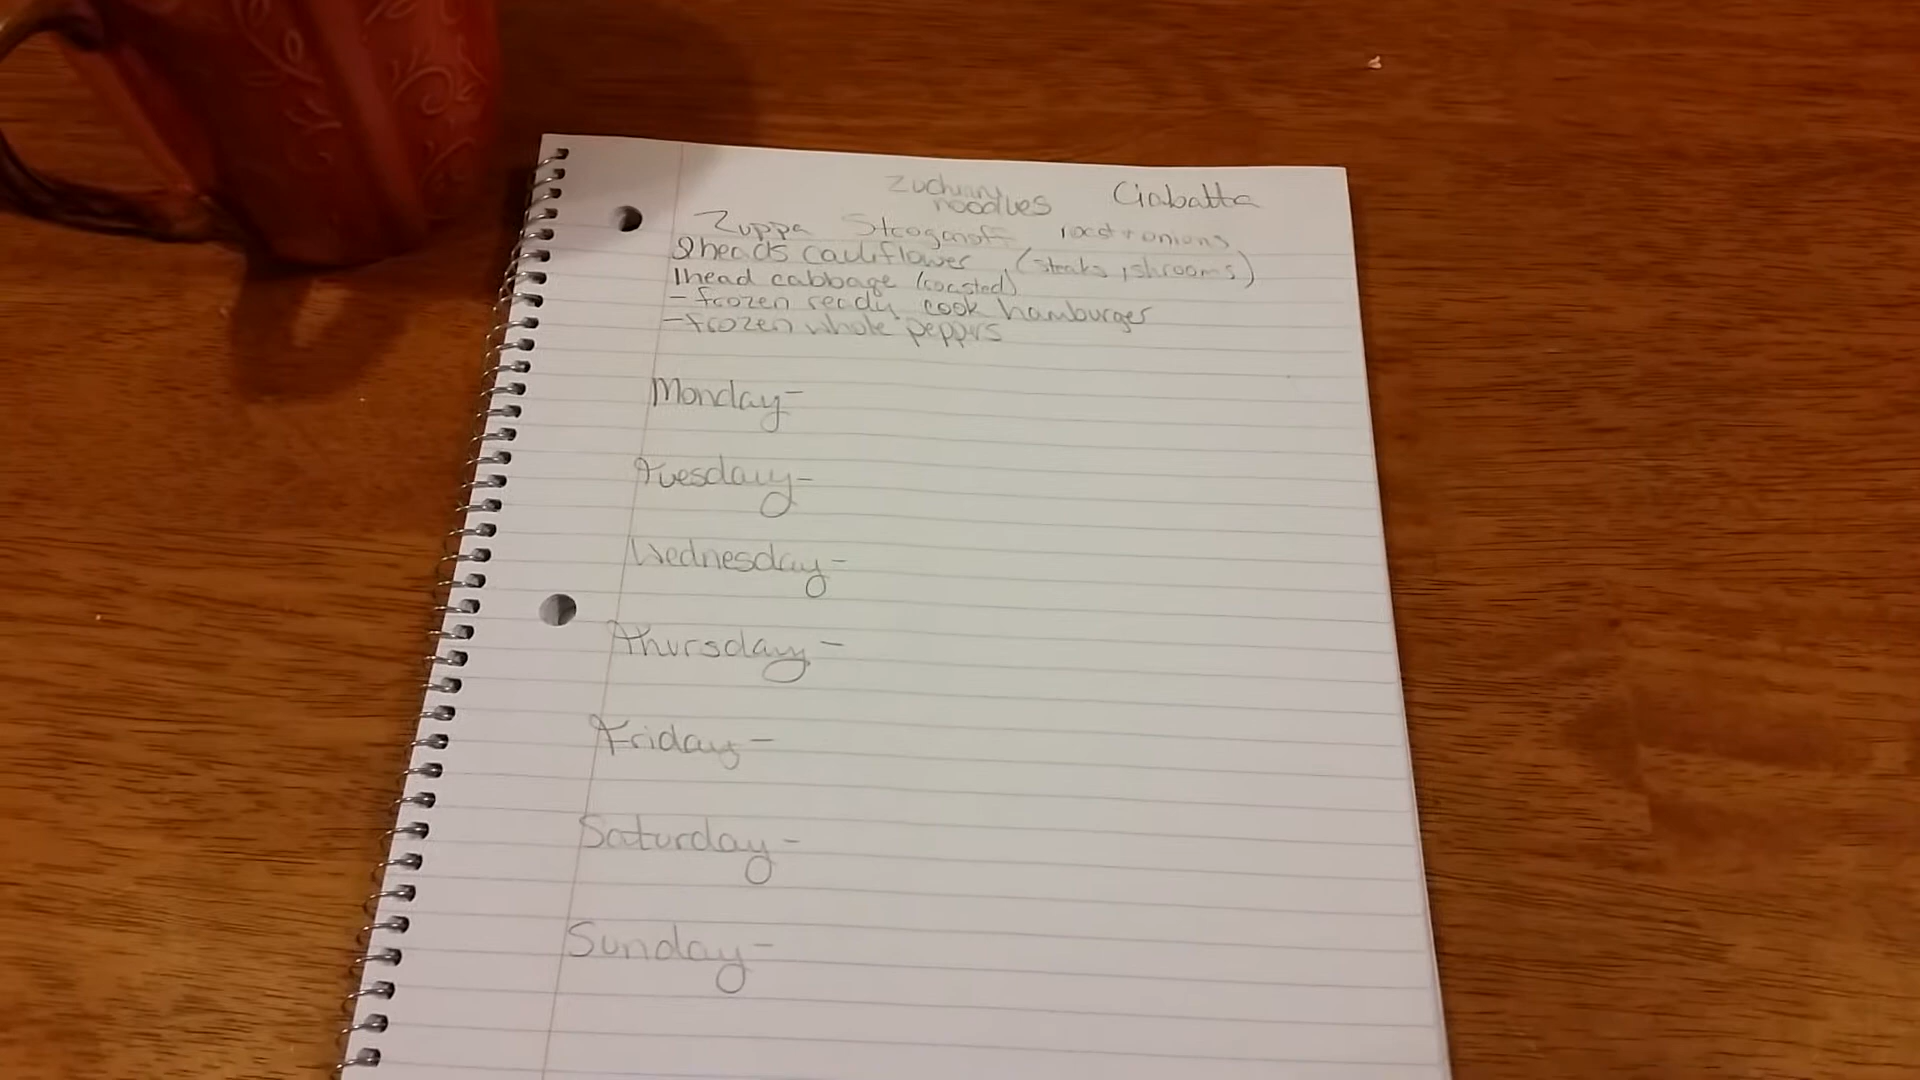 zuchinny Ciabatta
noodles
Zuppa Stroganoff roast + onions
2 heads cauliflower (steaks, shrooms)
1 head cabbage (roasted)
- frozen ready cook hamburger
- frozen whole peppers
Monday-
Tuesday-
Wednesday-
Thursday-
Friday-
Saturday-
Sunday-